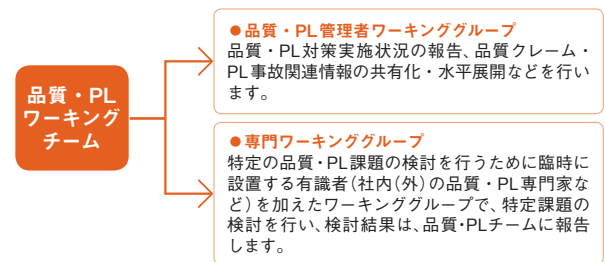 品質・PL
ワーキング
チーム
●品質・PL管理者ワーキンググループ
品質・PL対策実施状況の報告、品質クレーム・
PL事故関連情報の共有化・水平展開などを行い
ます。
●専門ワーキンググループ
特定の品質・PL課題の検討を行うために臨時に
設置する有識者(社内(外)の品質・PL専門家な
ど)を加えたワーキンググループで、特定課題の
検討を行い、検討結果は、品質・PLチームに報告
します。